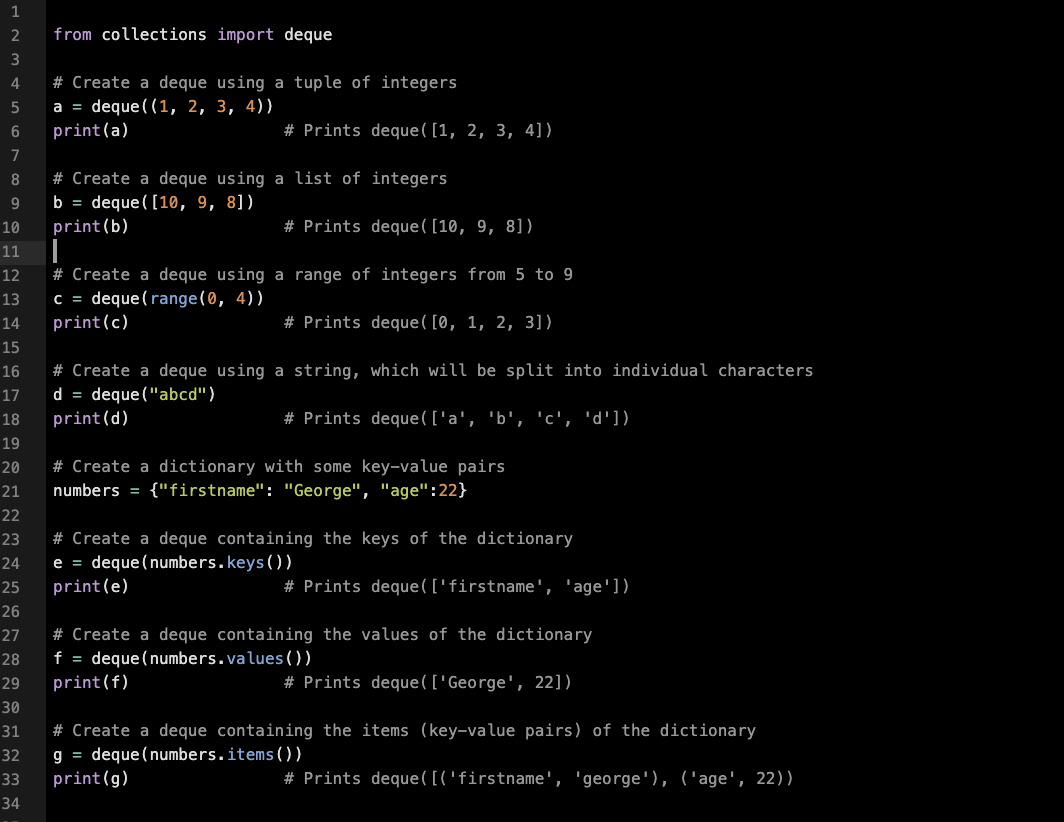 1
2 from collections import deque
3
4 # Create a deque using a tuple of integers
5 a = deque((1, 2, 3, 4))
6 print(a)                # Prints deque([1, 2, 3, 4])
7
8 # Create a deque using a list of integers
9 b = deque([10, 9, 8])
10 print(b)                # Prints deque([10, 9, 8])
11
12 # Create a deque using a range of integers from 5 to 9
13 c = deque(range(0, 4))
14 print(c)                # Prints deque([0, 1, 2, 3])
15
16 # Create a deque using a string, which will be split into individual characters
17 d = deque("abcd")
18 print(d)                # Prints deque(['a', 'b', 'c', 'd'])
19
20 # Create a dictionary with some key-value pairs
21 numbers = {"firstname": "George", "age":22}
22
23 # Create a deque containing the keys of the dictionary
24 e = deque(numbers.keys())
25 print(e)                # Prints deque(['firstname', 'age'])
26
27 # Create a deque containing the values of the dictionary
28 f = deque(numbers.values())
29 print(f)                # Prints deque(['George', 22])
30
31 # Create a deque containing the items (key-value pairs) of the dictionary
32 g = deque(numbers.items())
33 print(g)                # Prints deque([('firstname', 'george'), ('age', 22))
34